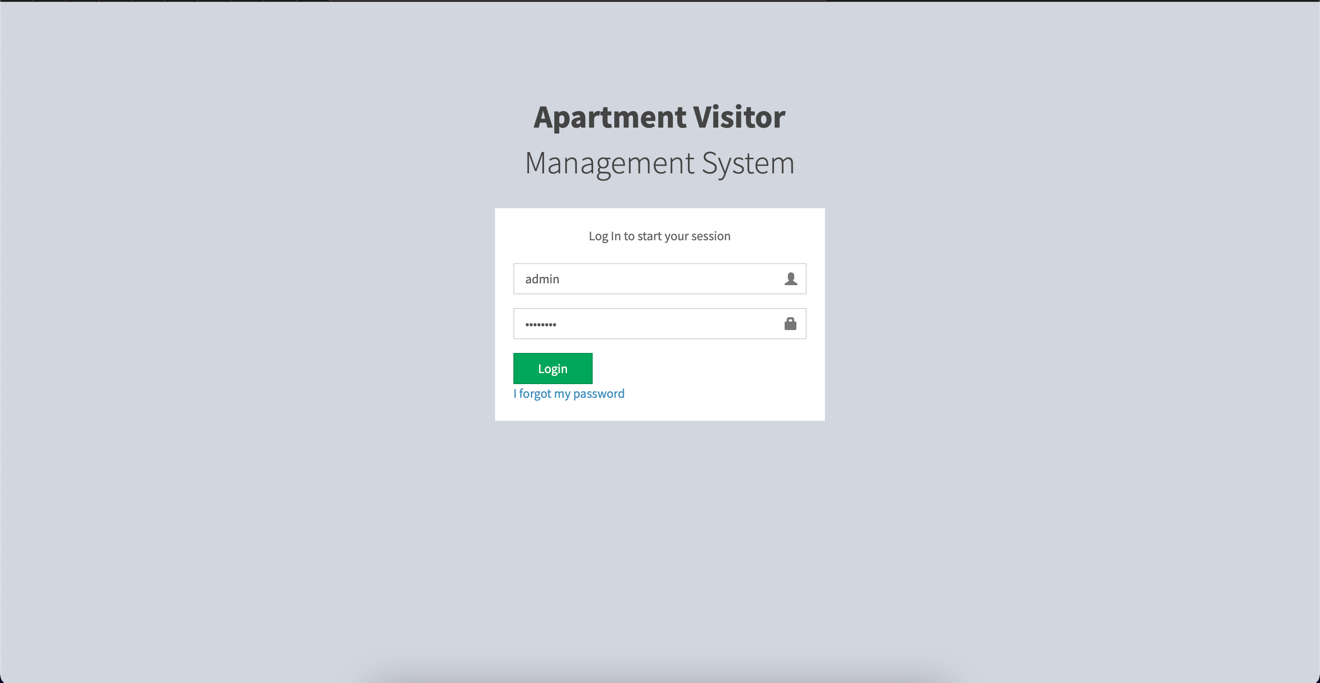 Apartment Visitor
Management System
Log In to start your session
admin
••••••••
Login
I forgot my password